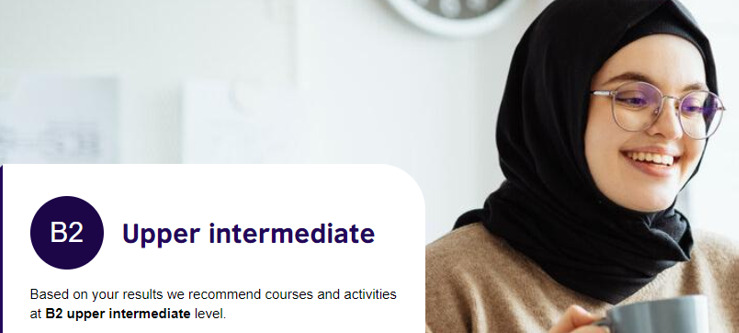 B2
Upper intermediate
Based on your results we recommend courses and activities
at B2 upper intermediate level.